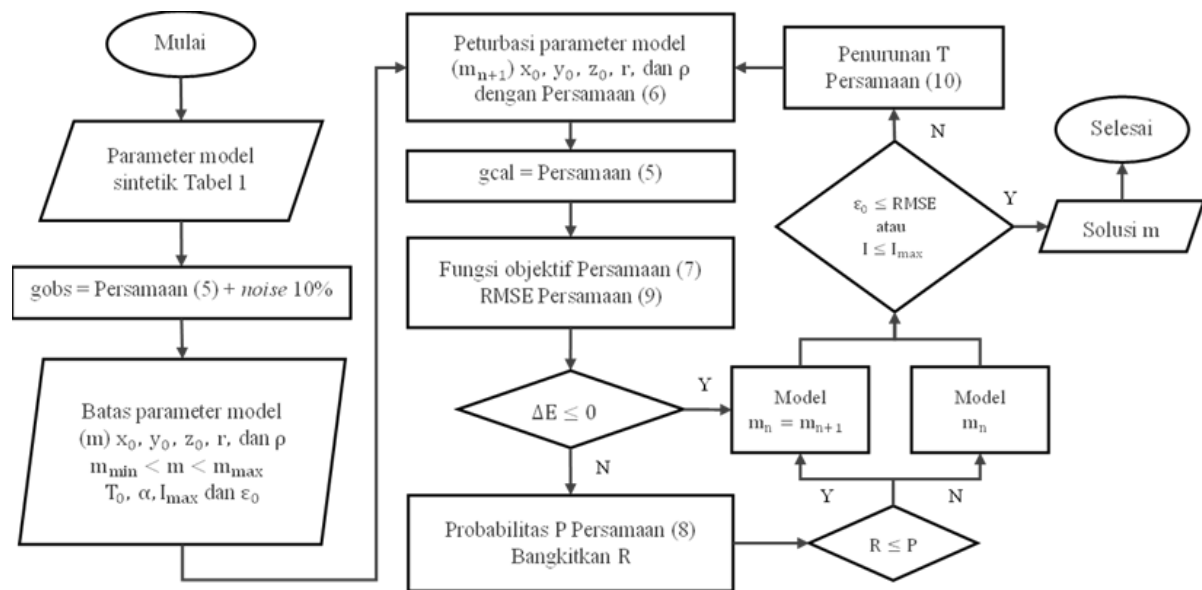 Mulai
Parameter model
sintetik Tabel 1
gobs = Persamaan (5) + noise 10%
Batas parameter model
(m) x₀, y₀, z₀, r, dan ρ
m_min < m < m_max
T₀, α, I_max dan ε₀
Peturbasi parameter model
(m_{n+1}) x₀, y₀, z₀, r, dan ρ
dengan Persamaan (6)
gcal = Persamaan (5)
Fungsi objektif Persamaan (7)
RMSE Persamaan (9)
ΔE ≤ 0
Y
N
Probabilitas P Persamaan (8)
Bangkitkan R
R ≤ P
Y
N
Model
m_n = m_{n+1}
Model
m_n
ε₀ ≤ RMSE
atau
I ≤ I_max
N
Y
Penurunan T
Persamaan (10)
Solusi m
Selesai